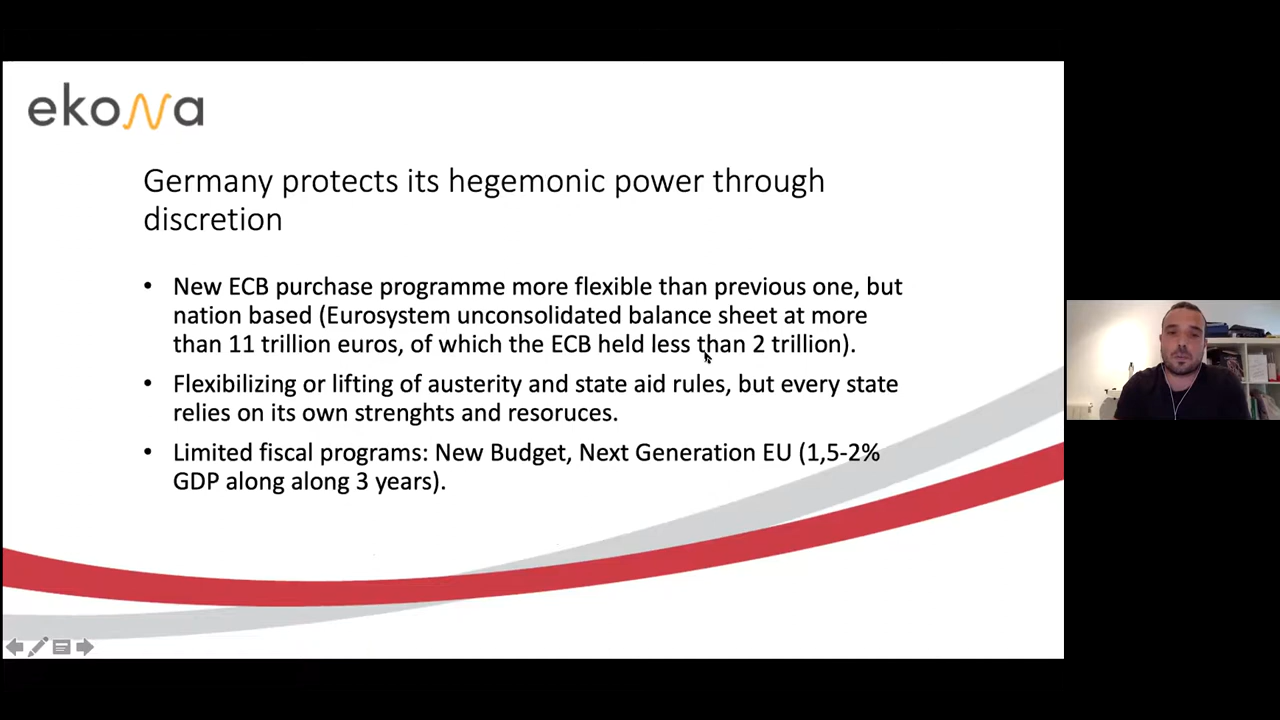 ekona
Germany protects its hegemonic power through
discretion
• New ECB purchase programme more flexible than previous one, but
nation based (Eurosystem unconsolidated balance sheet at more
than 11 trillion euros, of which the ECB held less than 2 trillion).
• Flexibilizing or lifting of austerity and state aid rules, but every state
relies on its own strenghts and resoruces.
• Limited fiscal programs: New Budget, Next Generation EU (1,5-2%
GDP along along 3 years).